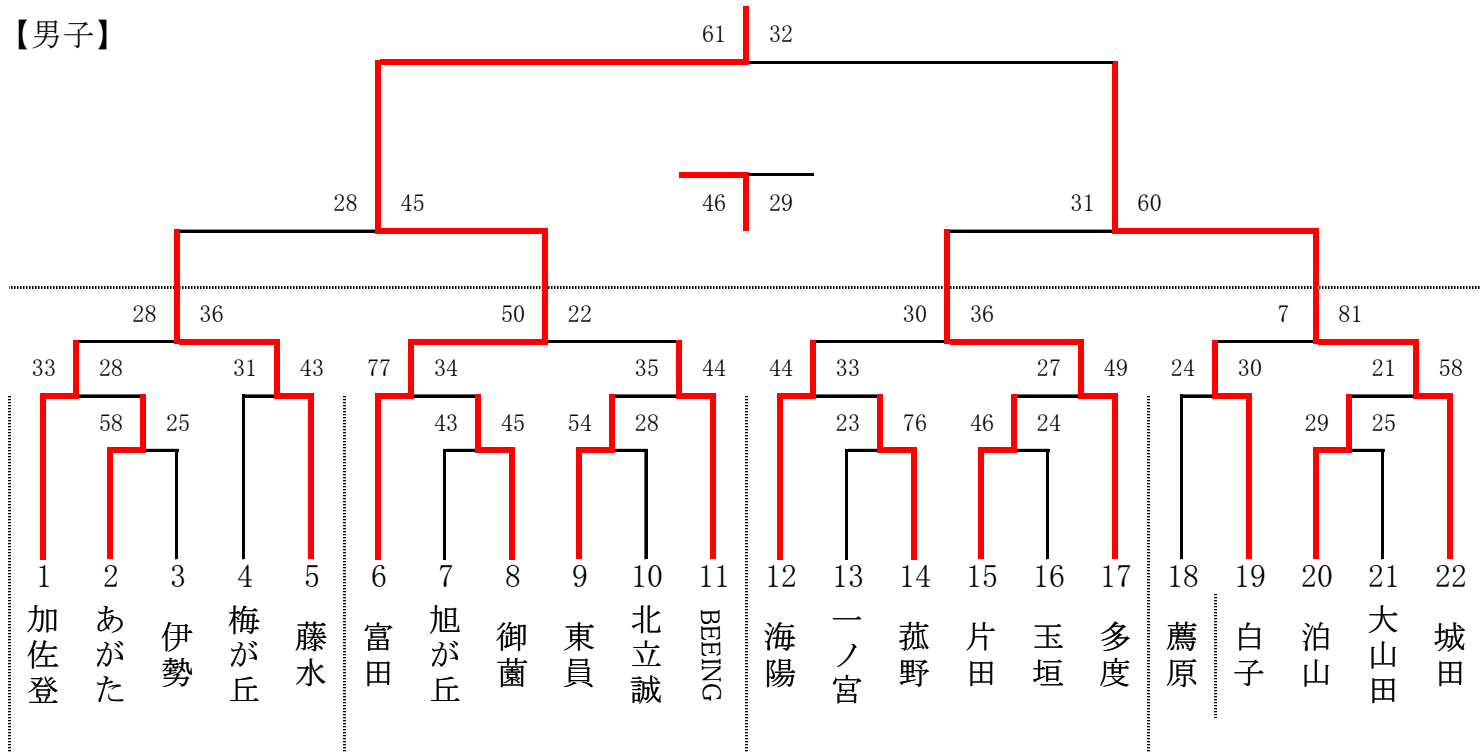 【男子】
61 32
46 29
28 45 31 60
28 36 50 22 30 36 7 81
33 28 31 43 77 34 35 44 44 33 27 49 24 30 21 58
58 25 43 45 54 28 23 76 46 24 29 25
1 2 3 4 5 6 7 8 9 10 11 12 13 14 15 16 17 18 19 20 21 22
加佐登
あがた
伊勢
梅が丘
藤水
富田
旭が丘
御薗
東員
北立誠
BEEING
海陽
一ノ宮
菰野
片田
玉垣
多度
薦原
白子
泊山
大山田
城田